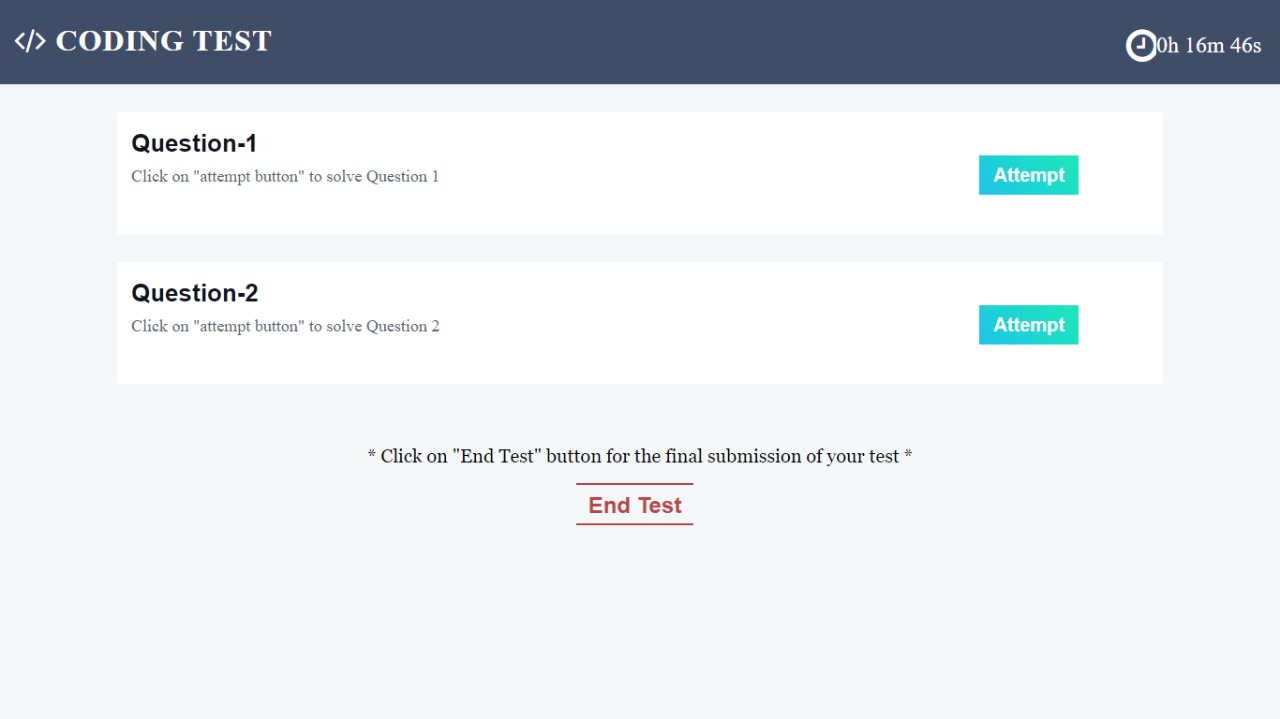 </> CODING TEST
0h 16m 46s
Question-1
Click on "attempt button" to solve Question 1
Attempt
Question-2
Click on "attempt button" to solve Question 2
Attempt
* Click on "End Test" button for the final submission of your test *
End Test